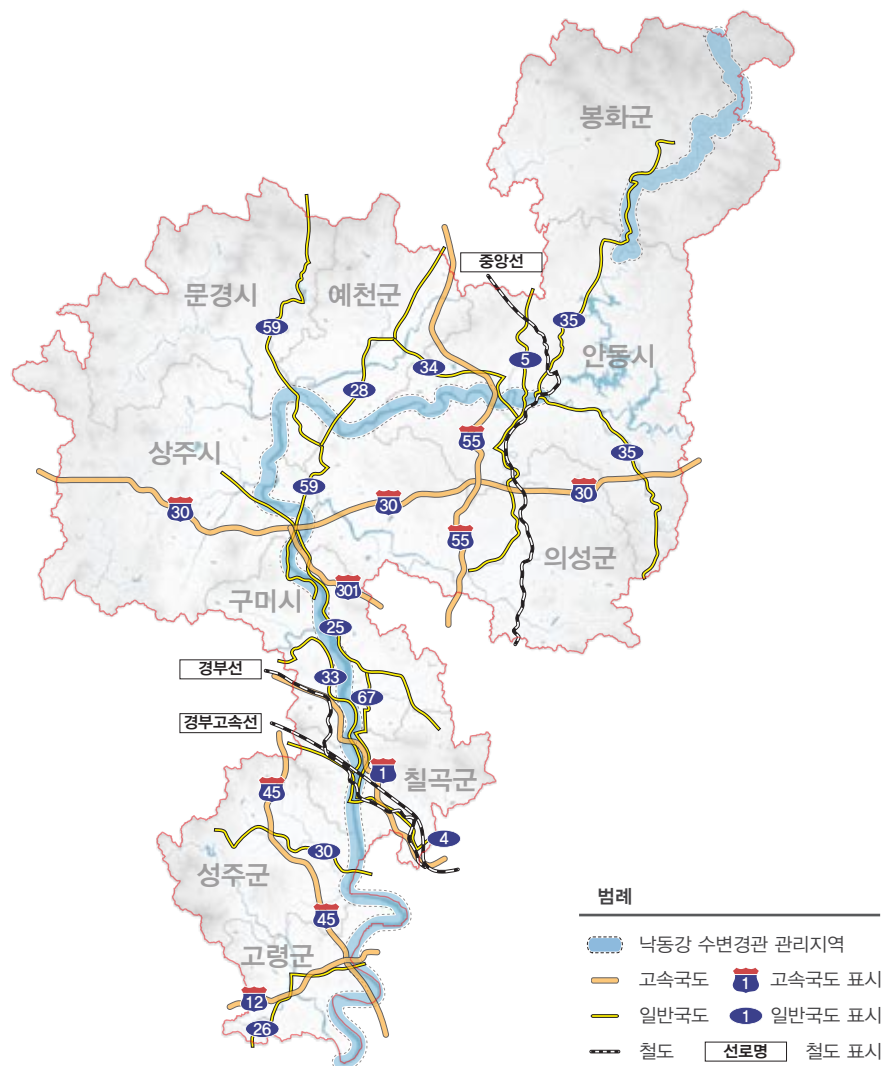 봉화군
중앙선
문경시
예천군
59
35
안동시
5
34
28
55
상주시
35
59
30
30
30
55
의성군
301
구미시
25
경부선
33
67
경부고속선
1
칠곡군
45
4
30
성주군
45
고령군
12
26
범례
낙동강 수변경관 관리지역
고속국도 1 고속국도 표시
일반국도 1 일반국도 표시
철도 선로명 철도 표시